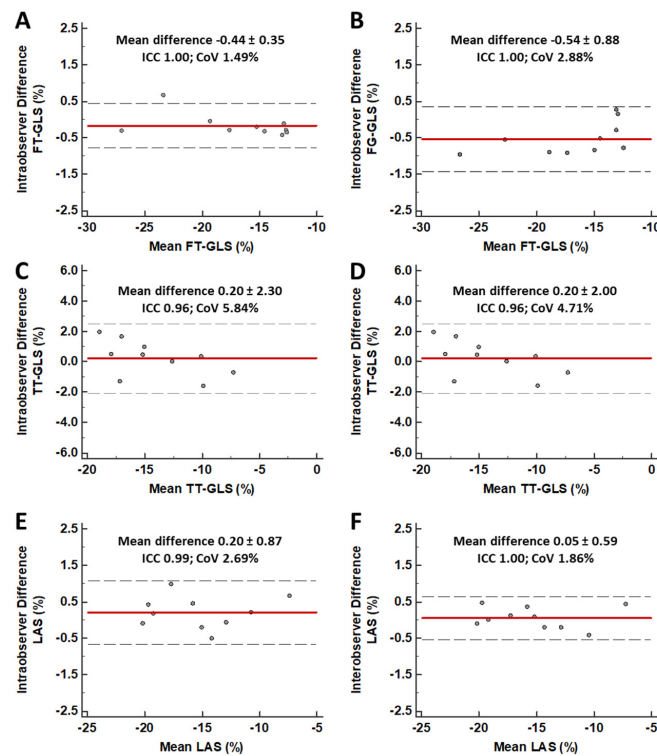 A
Mean difference -0.44 ± 0.35
ICC 1.00; CoV 1.49%
Intraobserver Difference
FT-GLS (%)
2.5
1.5
0.5
-0.5
-1.5
-2.5
-30 -25 -20 -15 -10
Mean FT-GLS (%)
B
Mean difference -0.54 ± 0.88
ICC 1.00; CoV 2.88%
Interobserver Difference
FG-GLS (%)
2.5
1.5
0.5
-0.5
-1.5
-2.5
-30 -25 -20 -15 -10
Mean FT-GLS (%)
C
Mean difference 0.20 ± 2.30
ICC 0.96; CoV 5.84%
Intraobserver Difference
TT-GLS (%)
6.0
4.0
2.0
0.0
-2.0
-4.0
-6.0
-20 -15 -10 -5 0
Mean TT-GLS (%)
D
Mean difference 0.20 ± 2.00
ICC 0.96; CoV 4.71%
Intraobserver Difference
TT-GLS (%)
6.0
4.0
2.0
0.0
-2.0
-4.0
-6.0
-20 -15 -10 -5 0
Mean TT-GLS (%)
E
Mean difference 0.20 ± 0.87
ICC 0.99; CoV 2.69%
Intraobserver Difference
LAS (%)
2.5
1.5
0.5
-0.5
-1.5
-2.5
-25 -20 -15 -10 -5
Mean LAS (%)
F
Mean difference 0.05 ± 0.59
ICC 1.00; CoV 1.86%
Interobserver Difference
LAS (%)
2.5
1.5
0.5
-0.5
-1.5
-2.5
-25 -20 -15 -10 -5
Mean LAS (%)